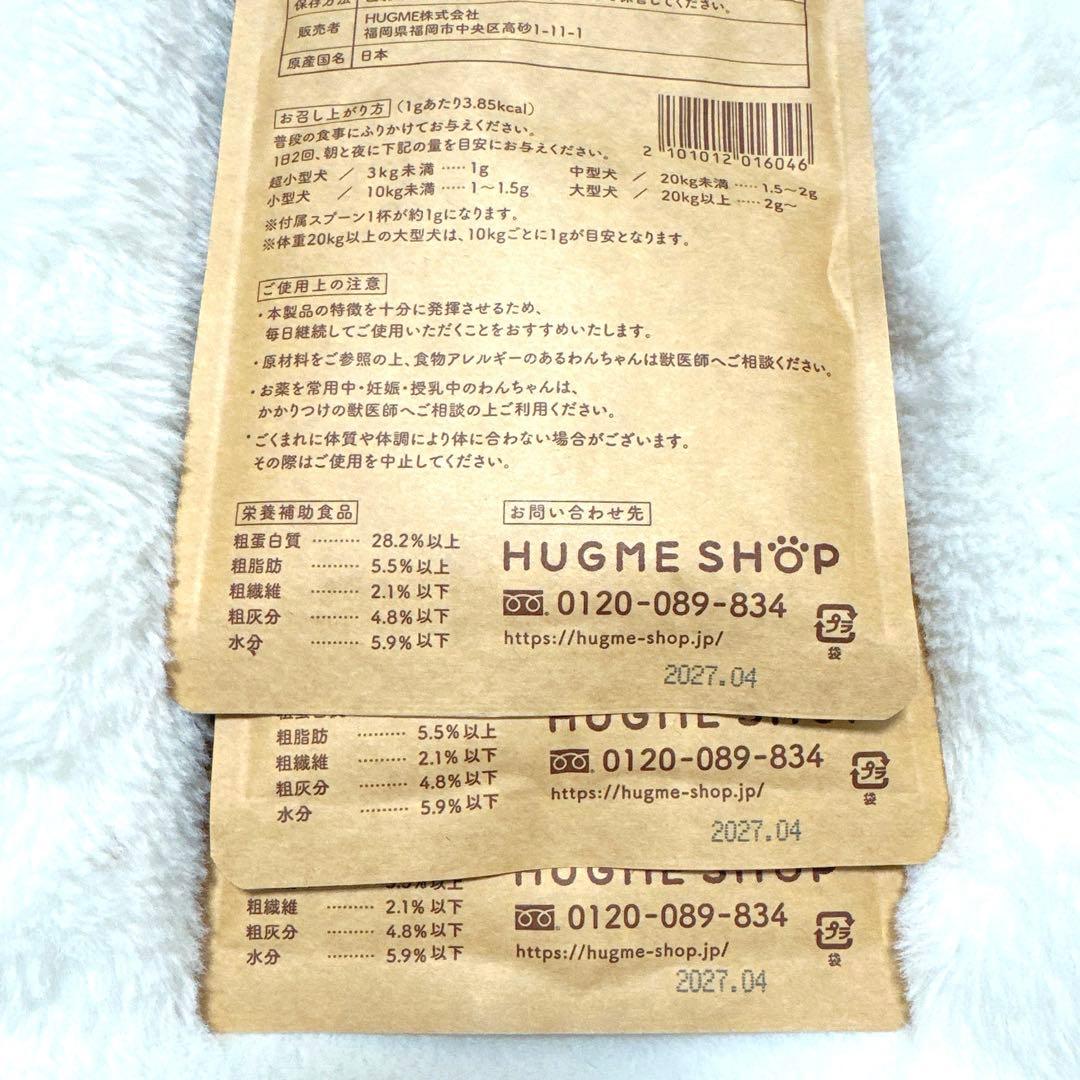 保存方法
してください。
販売者 HUGME株式会社
福岡県福岡市中央区高砂1-11-1
原産国名 日本
お召し上がり方 (1gあたり3.85kcal)
普段の食事にふりかけてお与えください。
1日2回、朝と夜に下記の量を目安にお与えください。
超小型犬 / 3kg未満 ····· 1g
小型犬 / 10kg未満 ····· 1〜1.5g
中型犬 / 20kg未満 ····· 1.5〜2g
大型犬 / 20kg以上 ····· 2g〜
※付属スプーン1杯が約1gになります。
※体重20kg以上の大型犬は、10kgごとに1gが目安となります。
2 101012 016046
ご使用上の注意
・本製品の特徴を十分に発揮させるため、
毎日継続してご使用いただくことをおすすめいたします。
・原材料をご参照の上、食物アレルギーのあるわんちゃんは獣医師へご相談ください。
・お薬を常用中・妊娠・授乳中のわんちゃんは、
かかりつけの獣医師へご相談の上ご利用ください。
・ごくまれに体質や体調により体に合わない場合がございます。
その際はご使用を中止してください。
栄養補助食品
粗蛋白質 ········· 28.2%以上
粗脂肪 ········· 5.5%以上
粗繊維 ········· 2.1%以下
粗灰分 ········· 4.8%以下
水分 ········· 5.9%以下
お問い合わせ先
HUGME SHOP
0120-089-834
https://hugme-shop.jp/
プラ
袋
2027.04
粗蛋白質
粗脂肪 ········· 5.5%以上
粗繊維 ········· 2.1%以下
粗灰分 ········· 4.8%以下
水分 ········· 5.9%以下
HUGME SHOP
0120-089-834
https://hugme-shop.jp/
プラ
袋
2027.04
5.5%以上
粗繊維 ········· 2.1%以下
粗灰分 ········· 4.8%以下
水分 ········· 5.9%以下
HUGME SHOP
0120-089-834
https://hugme-shop.jp/
プラ
袋
2027.04